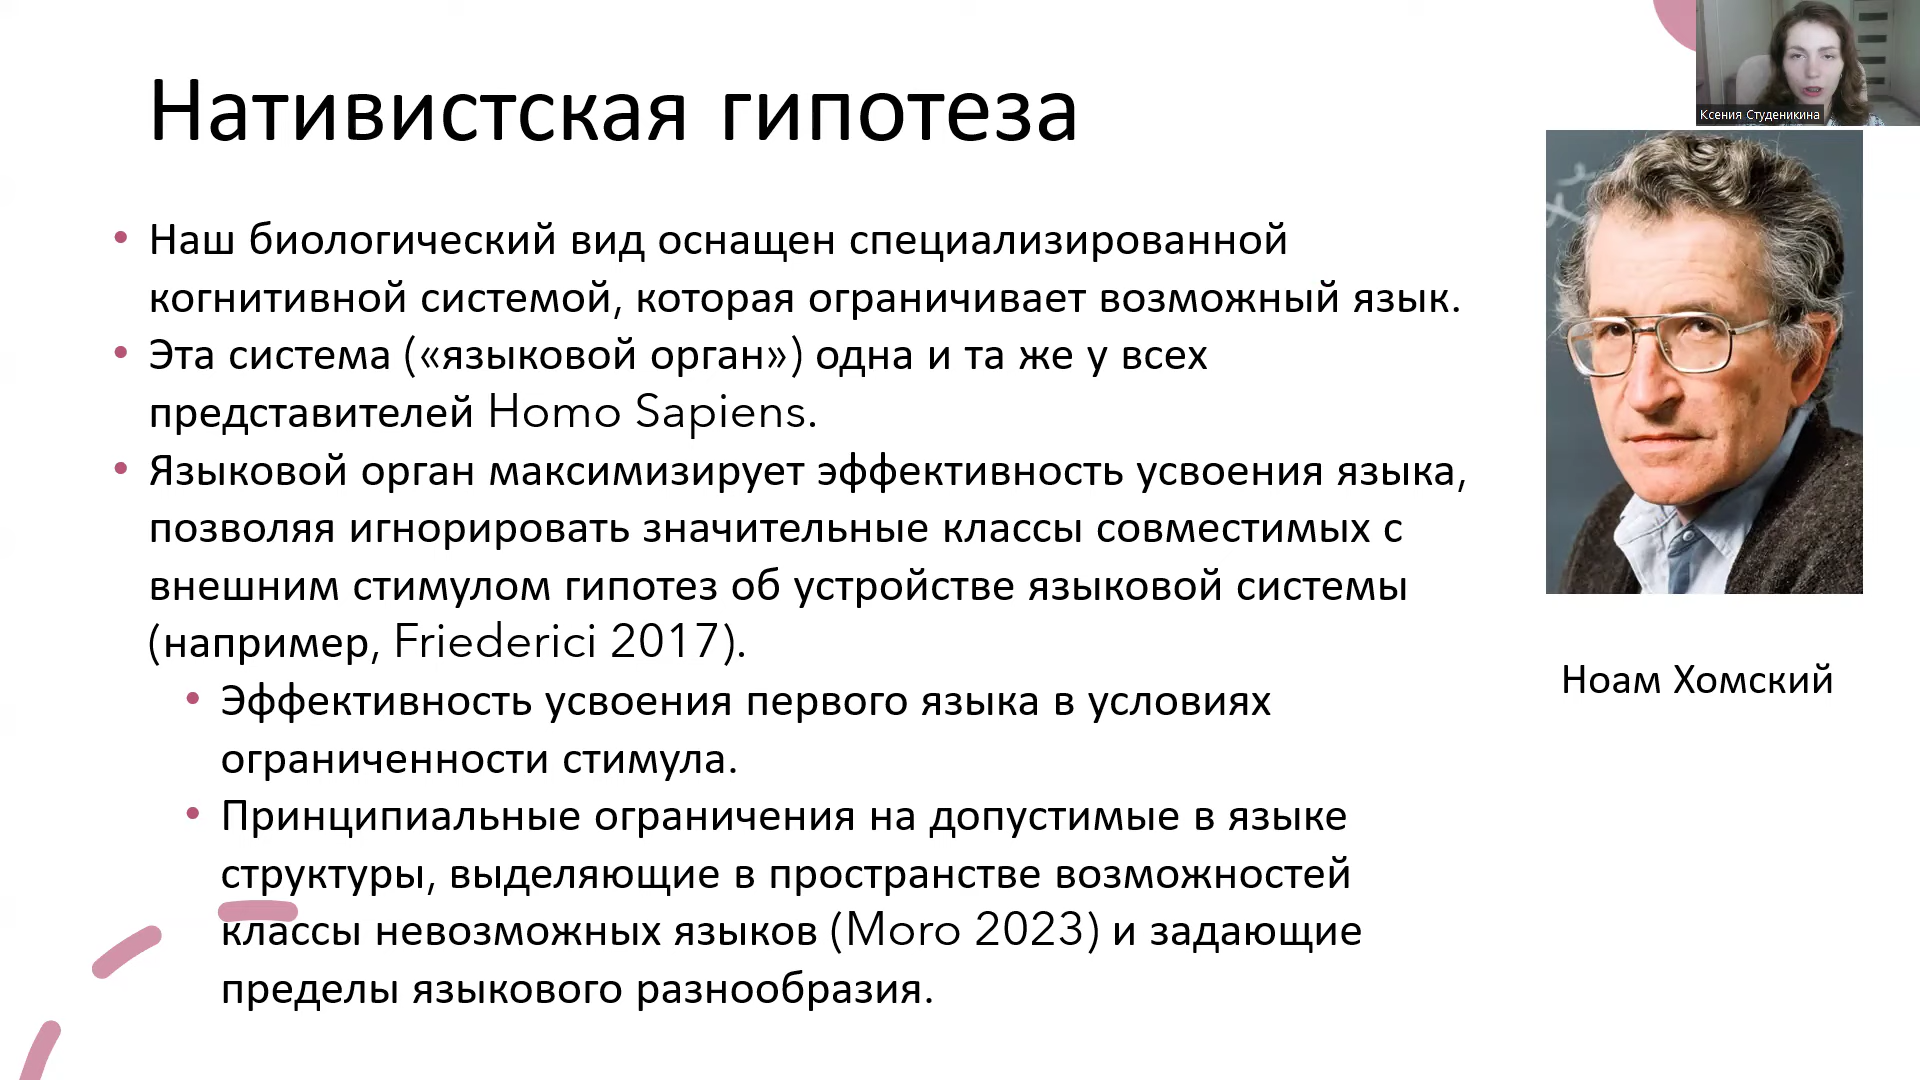 Нативистская гипотеза
Ксения Студеникина
• Наш биологический вид оснащен специализированной
когнитивной системой, которая ограничивает возможный язык.
• Эта система («языковой орган») одна и та же у всех
представителей Homo Sapiens.
• Языковой орган максимизирует эффективность усвоения языка,
позволяя игнорировать значительные классы совместимых с
внешним стимулом гипотез об устройстве языковой системы
(например, Friederici 2017).
• Эффективность усвоения первого языка в условиях
ограниченности стимула.
• Принципиальные ограничения на допустимые в языке
структуры, выделяющие в пространстве возможностей
классы невозможных языков (Moro 2023) и задающие
пределы языкового разнообразия.
Ноам Хомский